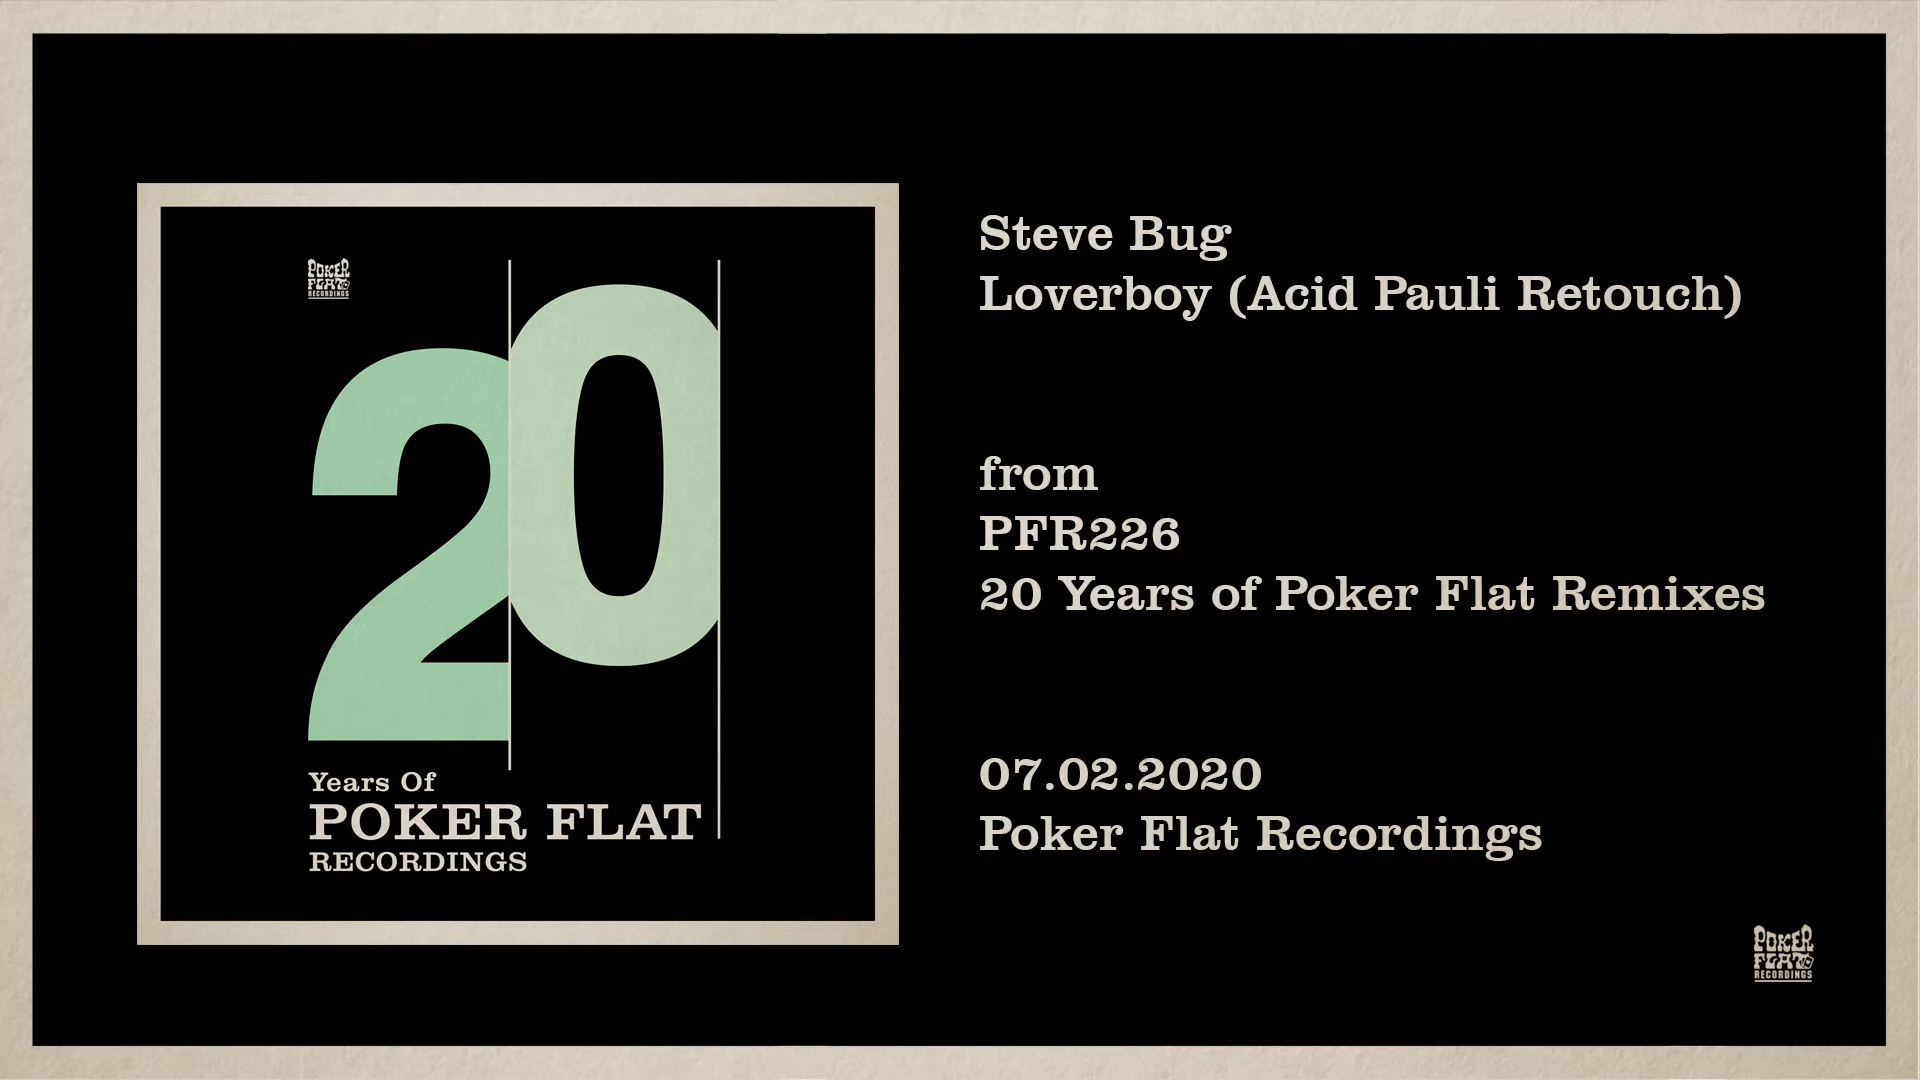 POKER
FLAT
RECORDINGS
20
Years Of
POKER FLAT
RECORDINGS
Steve Bug
Loverboy (Acid Pauli Retouch)
from
PFR226
20 Years of Poker Flat Remixes
07.02.2020
Poker Flat Recordings
POKER
FLAT
RECORDINGS